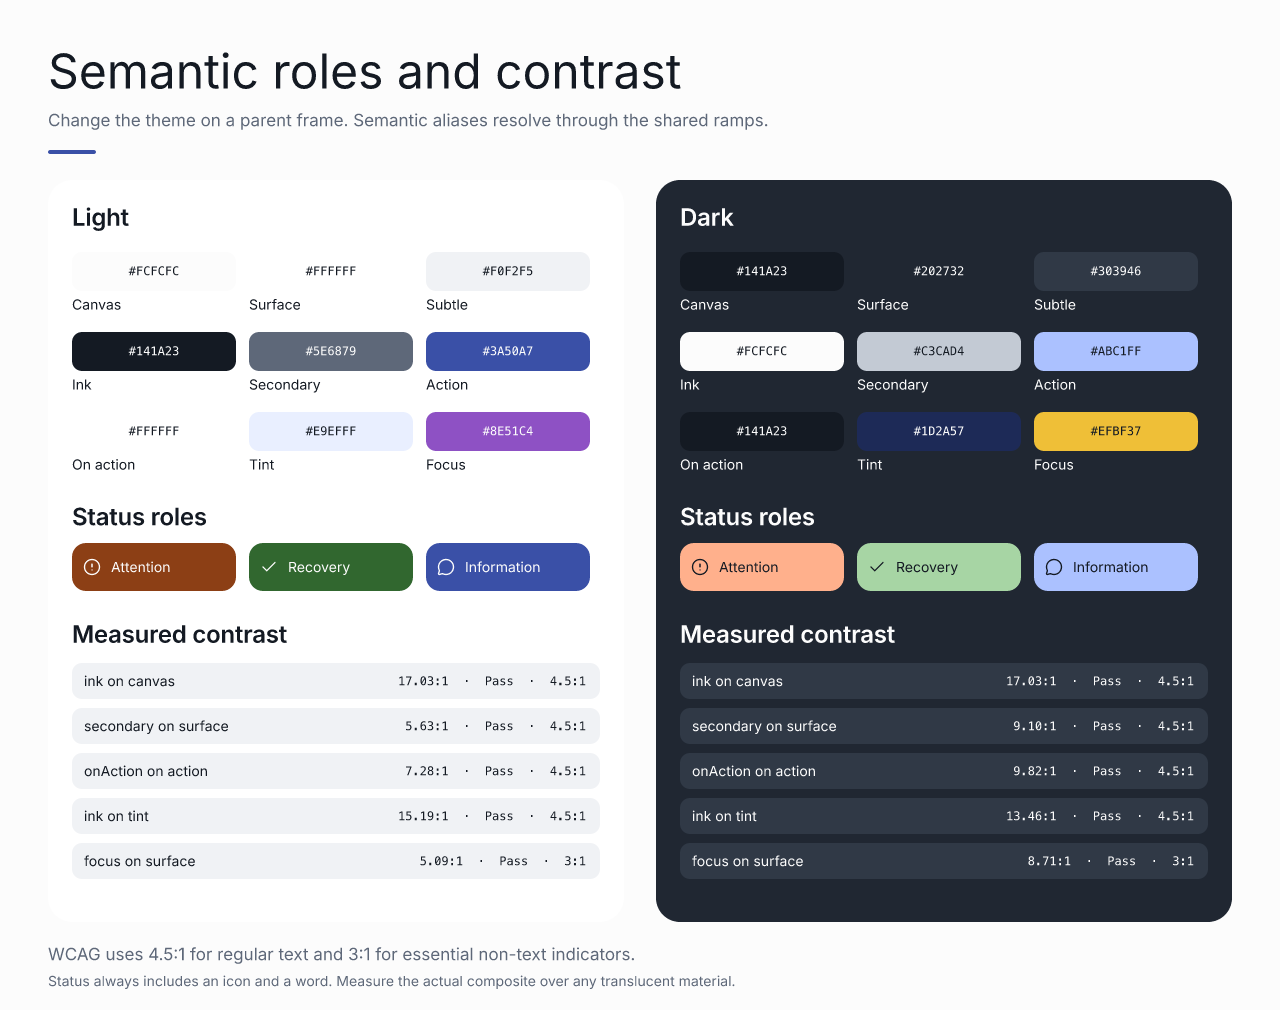 Semantic roles and contrast
Change the theme on a parent frame. Semantic aliases resolve through the shared ramps.
Light
#FCFCFC #FFFFFF #F0F2F5
Canvas Surface Subtle
#141A23 #5E6879 #3A50A7
Ink Secondary Action
#FFFFFF #E9EFFF #8E51C4
On action Tint Focus
Status roles
Attention Recovery Information
Measured contrast
ink on canvas 17.03:1 · Pass · 4.5:1
secondary on surface 5.63:1 · Pass · 4.5:1
onAction on action 7.28:1 · Pass · 4.5:1
ink on tint 15.19:1 · Pass · 4.5:1
focus on surface 5.09:1 · Pass · 3:1
Dark
#141A23 #202732 #303946
Canvas Surface Subtle
#FCFCFC #C3CAD4 #ABC1FF
Ink Secondary Action
#141A23 #1D2A57 #EFBF37
On action Tint Focus
Status roles
Attention Recovery Information
Measured contrast
ink on canvas 17.03:1 · Pass · 4.5:1
secondary on surface 9.10:1 · Pass · 4.5:1
onAction on action 9.82:1 · Pass · 4.5:1
ink on tint 13.46:1 · Pass · 4.5:1
focus on surface 8.71:1 · Pass · 3:1
WCAG uses 4.5:1 for regular text and 3:1 for essential non-text indicators.
Status always includes an icon and a word. Measure the actual composite over any translucent material.